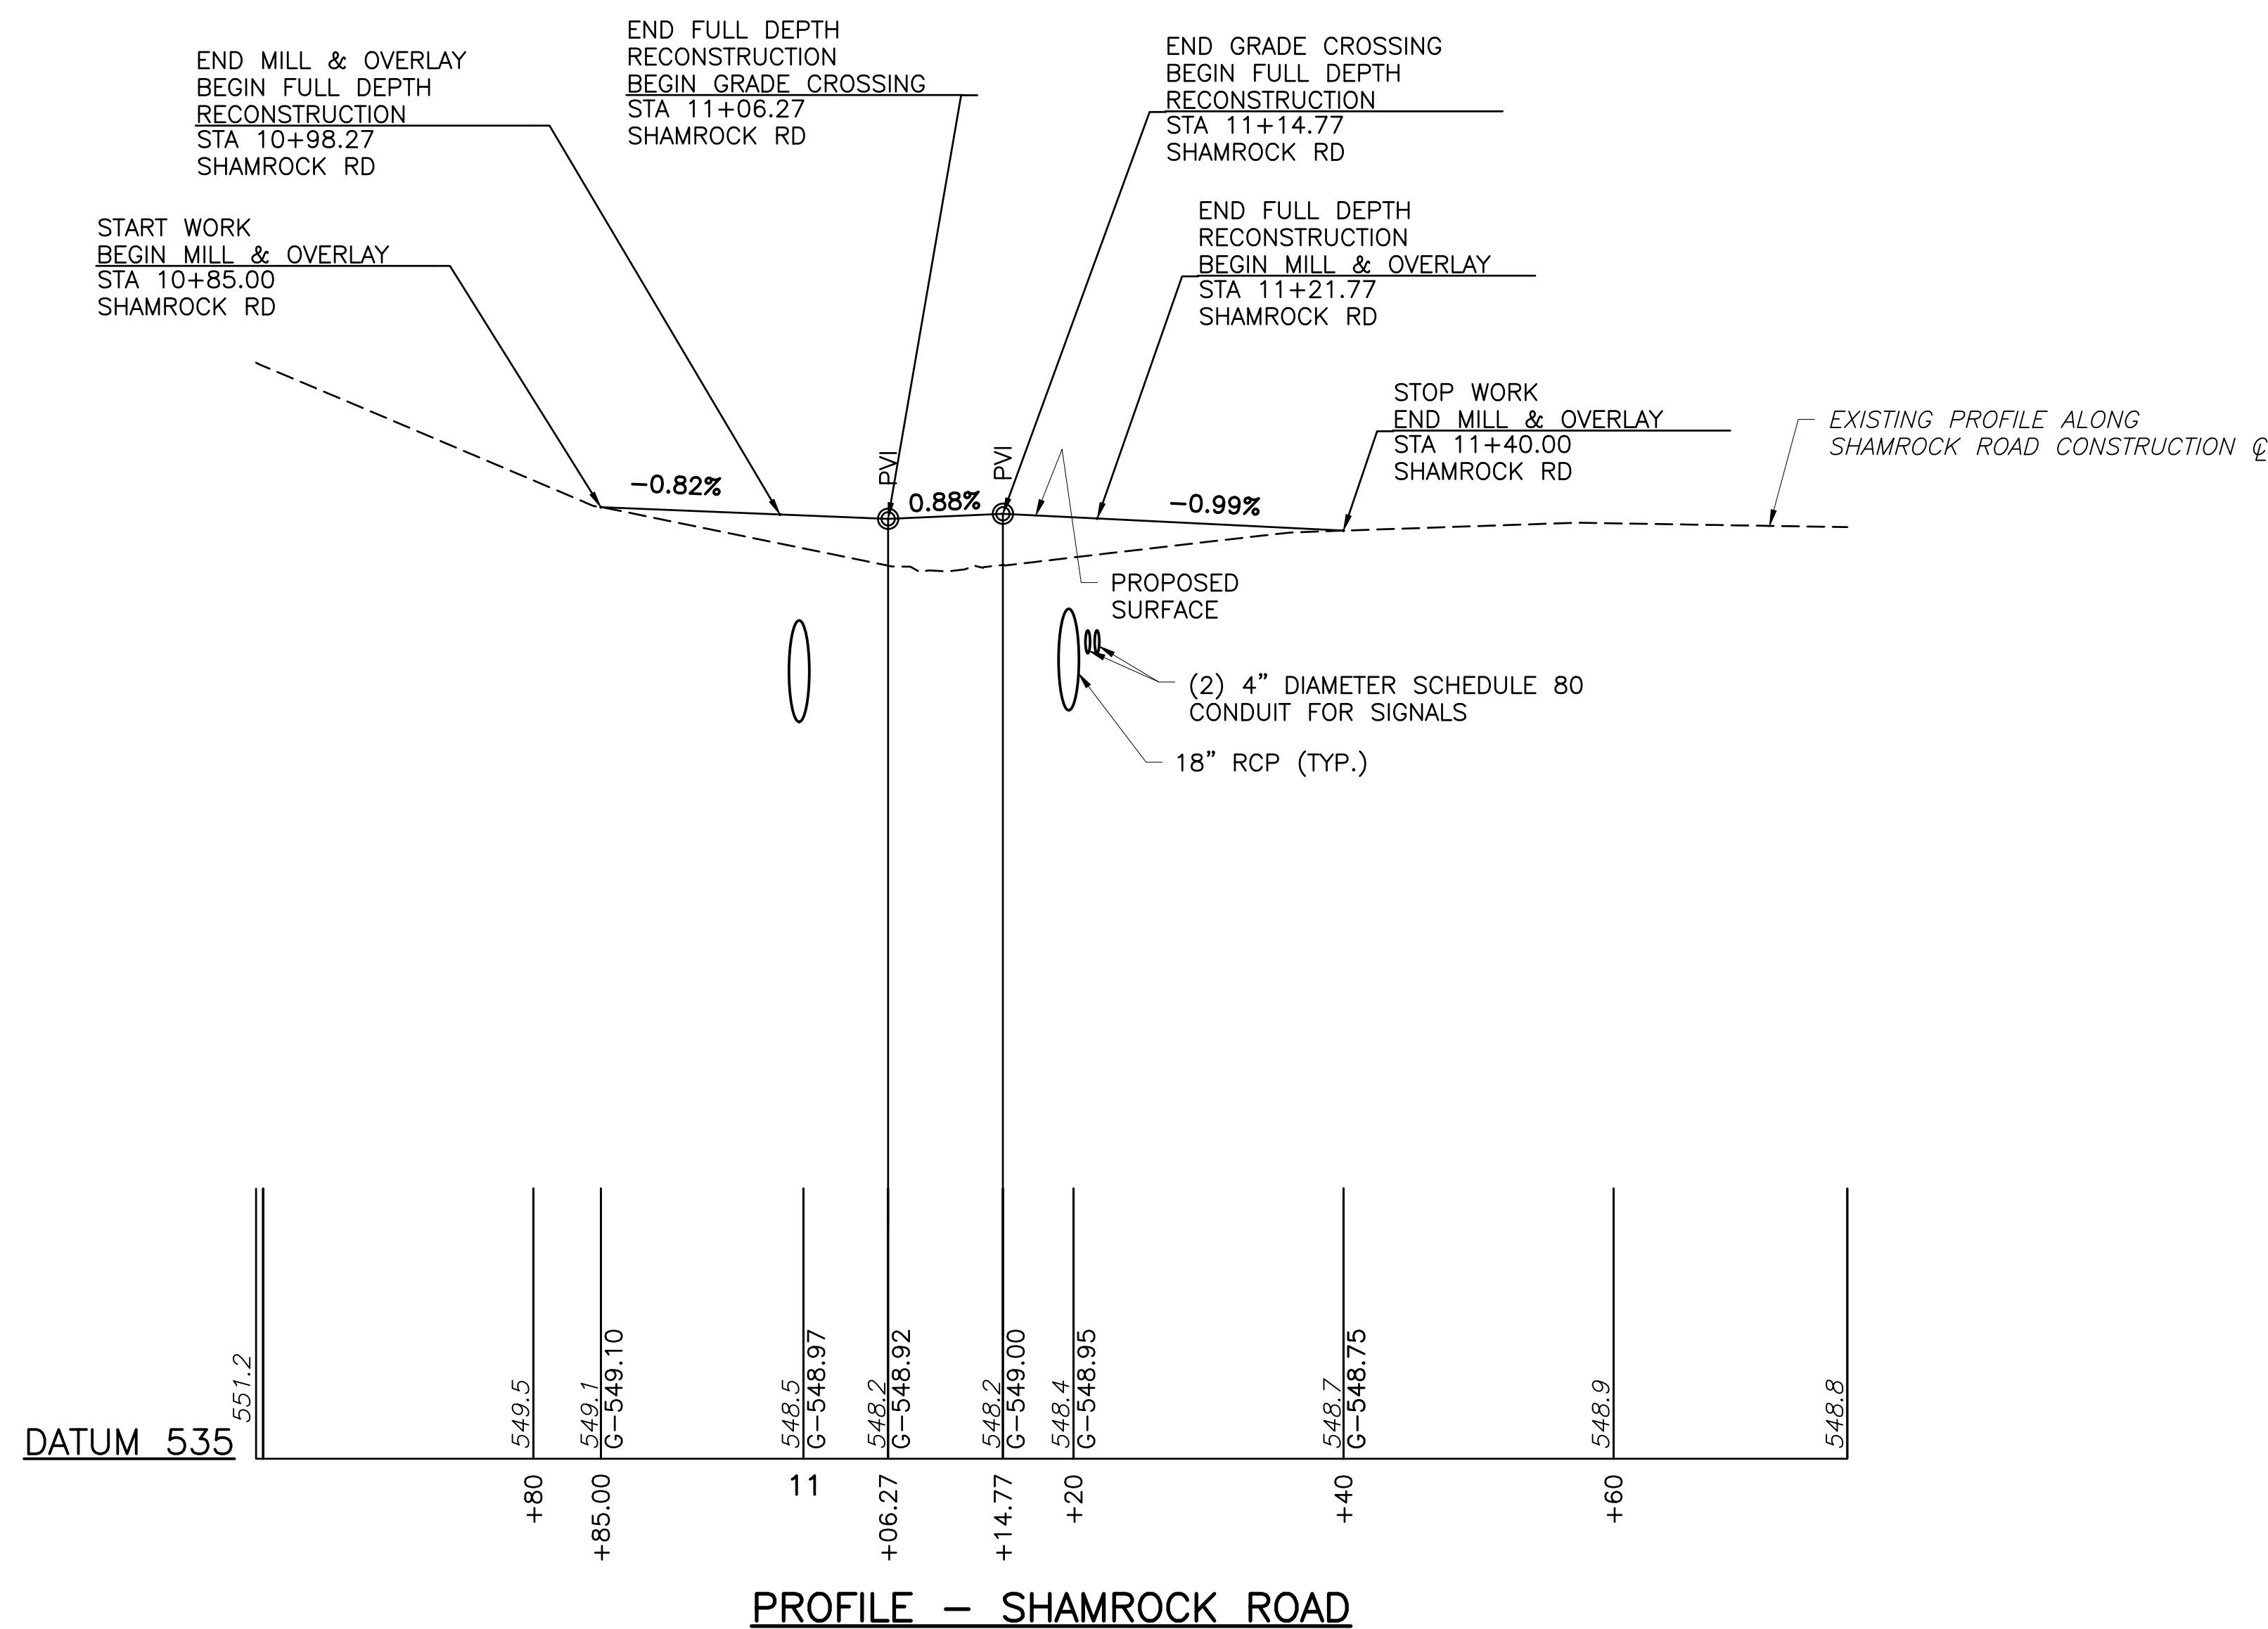 END MILL & OVERLAY
BEGIN FULL DEPTH
RECONSTRUCTION
STA 10+98.27
SHAMROCK RD
END FULL DEPTH
RECONSTRUCTION
BEGIN GRADE CROSSING
STA 11+06.27
SHAMROCK RD
END GRADE CROSSING
BEGIN FULL DEPTH
RECONSTRUCTION
STA 11+14.77
SHAMROCK RD
START WORK
BEGIN MILL & OVERLAY
STA 10+85.00
SHAMROCK RD
END FULL DEPTH
RECONSTRUCTION
BEGIN MILL & OVERLAY
STA 11+21.77
SHAMROCK RD
STOP WORK
END MILL & OVERLAY
STA 11+40.00
SHAMROCK RD
EXISTING PROFILE ALONG
SHAMROCK ROAD CONSTRUCTION ℄
-0.82%
PVI
0.88%
PVI
-0.99%
PROPOSED
SURFACE
(2) 4" DIAMETER SCHEDULE 80
CONDUIT FOR SIGNALS
18" RCP (TYP.)
DATUM 535
551.2
549.5
549.1
G-549.10
548.5
G-548.97
548.2
G-548.92
548.2
G-549.00
548.4
G-548.95
548.7
G-548.75
548.9
548.8
+80
+85.00
11
+06.27
+14.77
+20
+40
+60
PROFILE - SHAMROCK ROAD